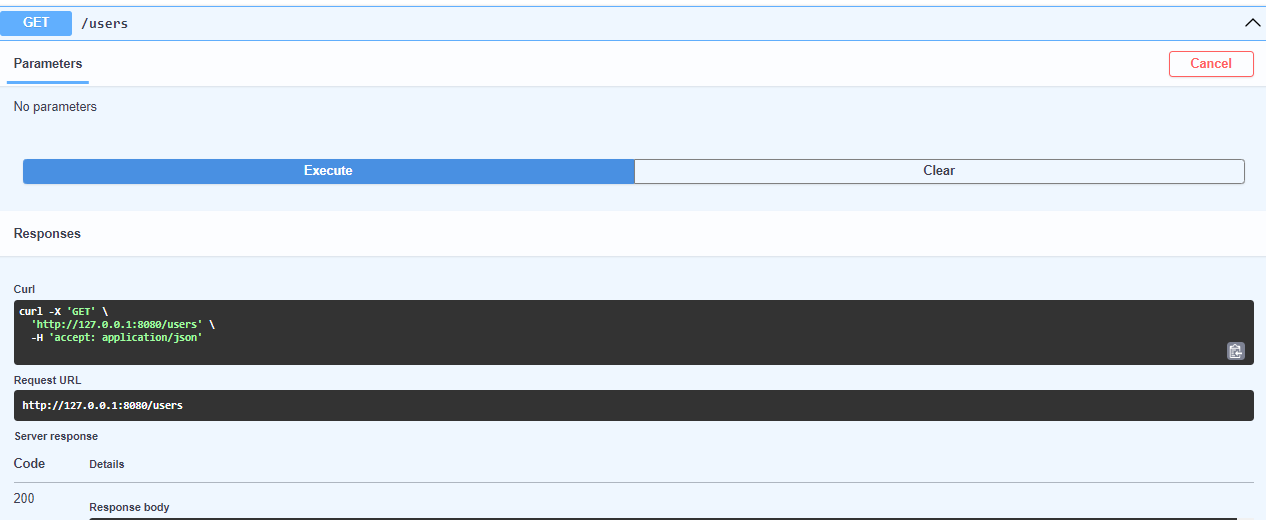 GET /users
Parameters
Cancel
No parameters
Execute
Clear
Responses
Curl
curl -X 'GET' \
  'http://127.0.0.1:8080/users' \
  -H 'accept: application/json'
Request URL
http://127.0.0.1:8080/users
Server response
Code Details
200
Response body